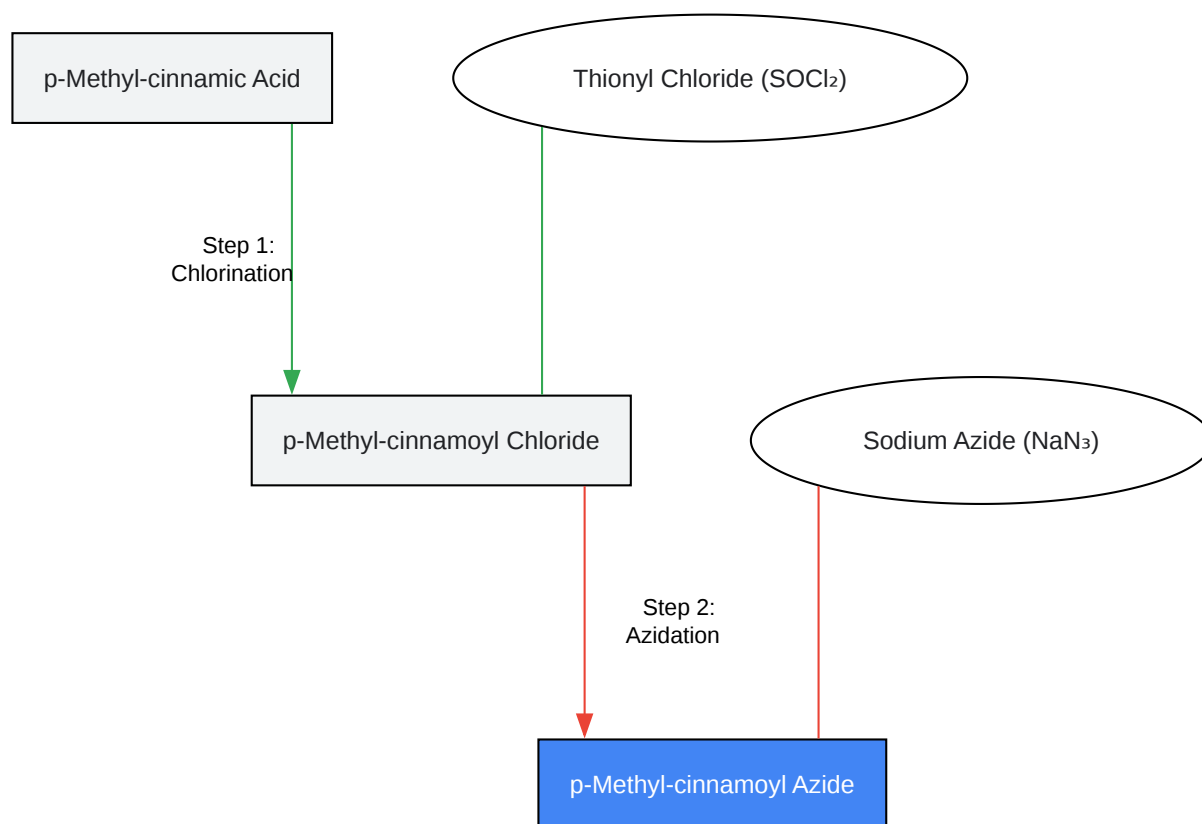 p-Methyl-cinnamic Acid
Thionyl Chloride (SOCl₂)
Step 1:
Chlorination
p-Methyl-cinnamoyl Chloride
Sodium Azide (NaN₃)
Step 2:
Azidation
p-Methyl-cinnamoyl Azide